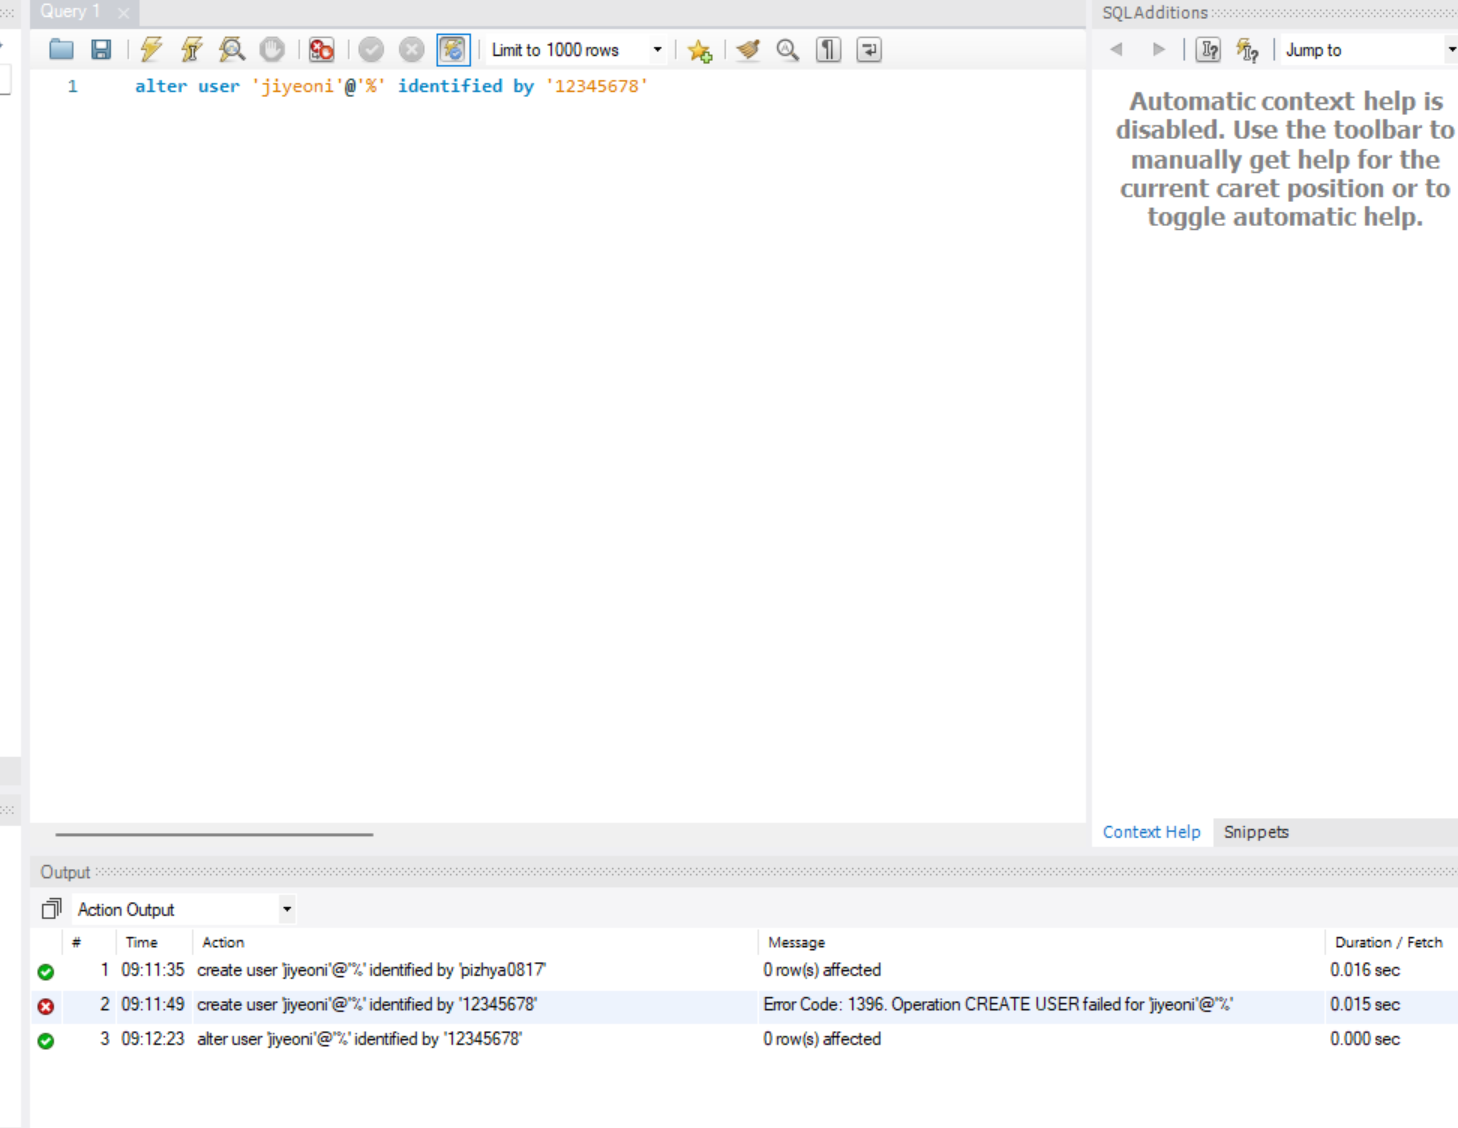 Query 1
SQLAdditions
Limit to 1000 rows
Jump to
1 alter user 'jiyeoni'@'%' identified by '12345678'
Automatic context help is
disabled. Use the toolbar to
manually get help for the
current caret position or to
toggle automatic help.
Context Help Snippets
Output
Action Output
# Time Action Message Duration / Fetch
1 09:11:35 create user 'jiyeoni'@'%' identified by 'pizhya0817' 0 row(s) affected 0.016 sec
2 09:11:49 create user 'jiyeoni'@'%' identified by '12345678' Error Code: 1396. Operation CREATE USER failed for 'jiyeoni'@'%' 0.015 sec
3 09:12:23 alter user 'jiyeoni'@'%' identified by '12345678' 0 row(s) affected 0.000 sec